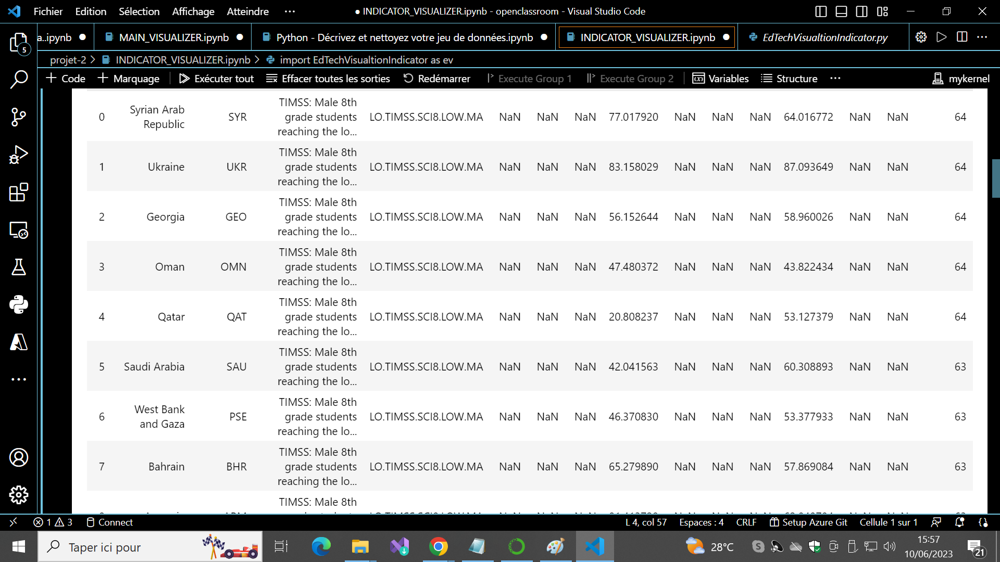 Fichier Edition Sélection Affichage Atteindre ··· ● INDICATOR_VISUALIZER.ipynb - openclassroom - Visual Studio Code
a..ipynb MAIN_VISUALIZER.ipynb Python - Décrivez et nettoyez votre jeu de données.ipynb INDICATOR_VISUALIZER.ipynb EdTechVisualtionIndicator.py
5
projet-2 > INDICATOR_VISUALIZER.ipynb > import EdTechVisualtionIndicator as ev
+ Code + Marquage Exécuter tout Effacer toutes les sorties Redémarrer Execute Group 1 Execute Group 2 Variables Structure ··· mykernel
TIMSS: Male 8th
0 Syrian Arab Republic SYR grade students LO.TIMSS.SCI8.LOW.MA NaN NaN NaN 77.017920 NaN NaN NaN 64.016772 NaN NaN 64
reaching the lo...
TIMSS: Male 8th
1 Ukraine UKR grade students LO.TIMSS.SCI8.LOW.MA NaN NaN NaN 83.158029 NaN NaN NaN 87.093649 NaN NaN 64
reaching the lo...
TIMSS: Male 8th
2 Georgia GEO grade students LO.TIMSS.SCI8.LOW.MA NaN NaN NaN 56.152644 NaN NaN NaN 58.960026 NaN NaN 64
reaching the lo...
TIMSS: Male 8th
3 Oman OMN grade students LO.TIMSS.SCI8.LOW.MA NaN NaN NaN 47.480372 NaN NaN NaN 43.822434 NaN NaN 64
reaching the lo...
TIMSS: Male 8th
4 Qatar QAT grade students LO.TIMSS.SCI8.LOW.MA NaN NaN NaN 20.808237 NaN NaN NaN 53.127379 NaN NaN 64
reaching the lo...
TIMSS: Male 8th
5 Saudi Arabia SAU grade students LO.TIMSS.SCI8.LOW.MA NaN NaN NaN 42.041563 NaN NaN NaN 60.308893 NaN NaN 63
reaching the lo...
TIMSS: Male 8th
6 West Bank and Gaza PSE grade students LO.TIMSS.SCI8.LOW.MA NaN NaN NaN 46.370830 NaN NaN NaN 53.377933 NaN NaN 63
reaching the lo...
TIMSS: Male 8th
7 Bahrain BHR grade students LO.TIMSS.SCI8.LOW.MA NaN NaN NaN 65.279890 NaN NaN NaN 57.869084 NaN NaN 63
reaching the lo...
TIMSS: Male 8th
1 3 Connect L 4, col 57 Espaces : 4 CRLF Setup Azure Git Cellule 1 sur 1
Taper ici pour 28°C 15:57
10/06/2023 21